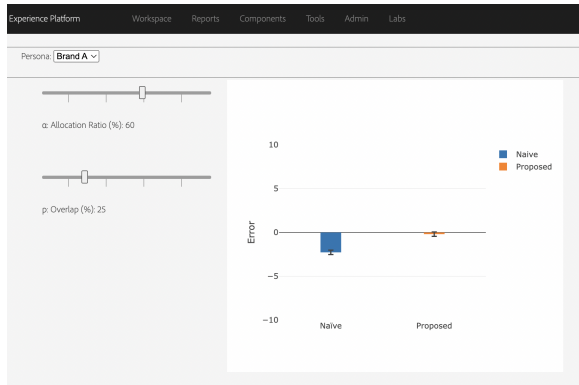 Experience Platform Workspace Reports Components Tools Admin Labs
Persona: Brand A
α: Allocation Ratio (%): 60
p: Overlap (%): 25
10
5
0
−5
−10
Error
Naïve
Proposed
Naive
Proposed